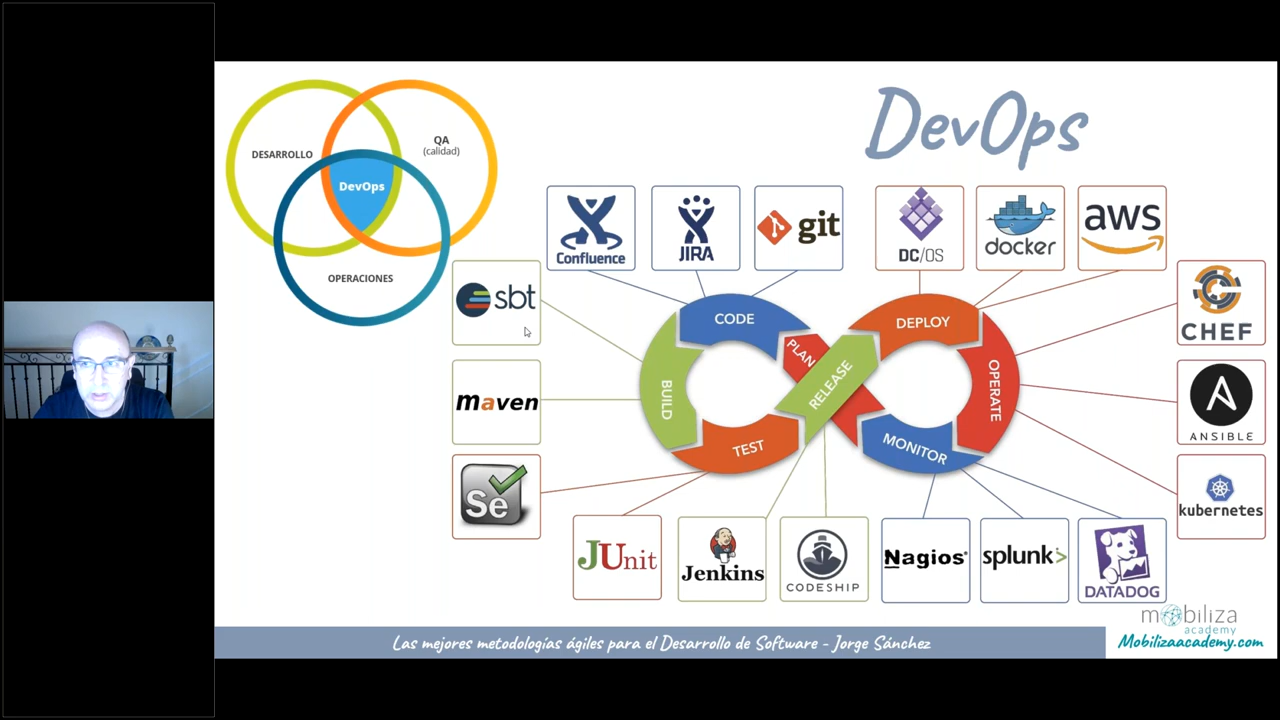 DevOps
DESARROLLO
QA
(calidad)
DevOps
OPERACIONES
Confluence
JIRA
git
DC/OS
docker
aws
sbt
CHEF
CODE
DEPLOY
PLAN
RELEASE
BUILD
OPERATE
maven
ANSIBLE
TEST
MONITOR
Se
kubernetes
JUnit
Jenkins
CODESHIP
Nagios®
splunk>
DATADOG
mobiliza
academy
Las mejores metodologías ágiles para el Desarrollo de Software - Jorge Sánchez
Mobilizaacademy.com